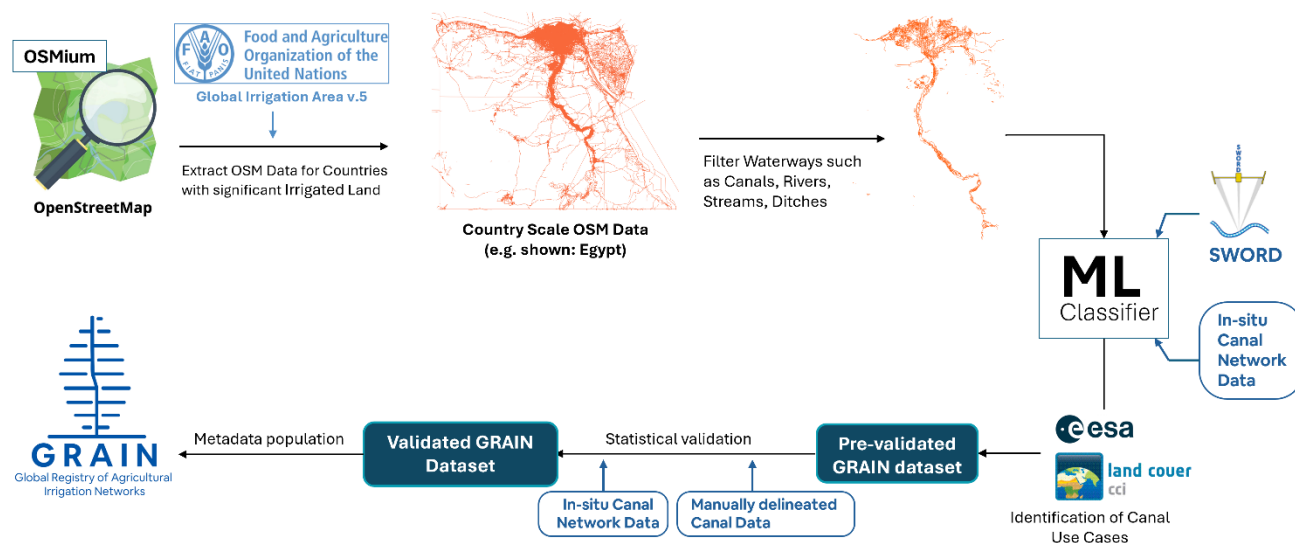 OSMium
OpenStreetMap
F A O
FIAT PANIS
Food and Agriculture
Organization of the
United Nations
Global Irrigation Area v.5
Extract OSM Data for Countries
with significant Irrigated Land
Country Scale OSM Data
(e.g. shown: Egypt)
Filter Waterways such
as Canals, Rivers,
Streams, Ditches
SWORD
SWORD
ML
Classifier
In-situ
Canal
Network
Data
esa
land cover
cci
Identification of Canal
Use Cases
Pre-validated
GRAIN dataset
Statistical validation
In-situ Canal
Network Data
Manually delineated
Canal Data
Validated GRAIN
Dataset
Metadata population
GRAIN
Global Registry of Agricultural
Irrigation Networks